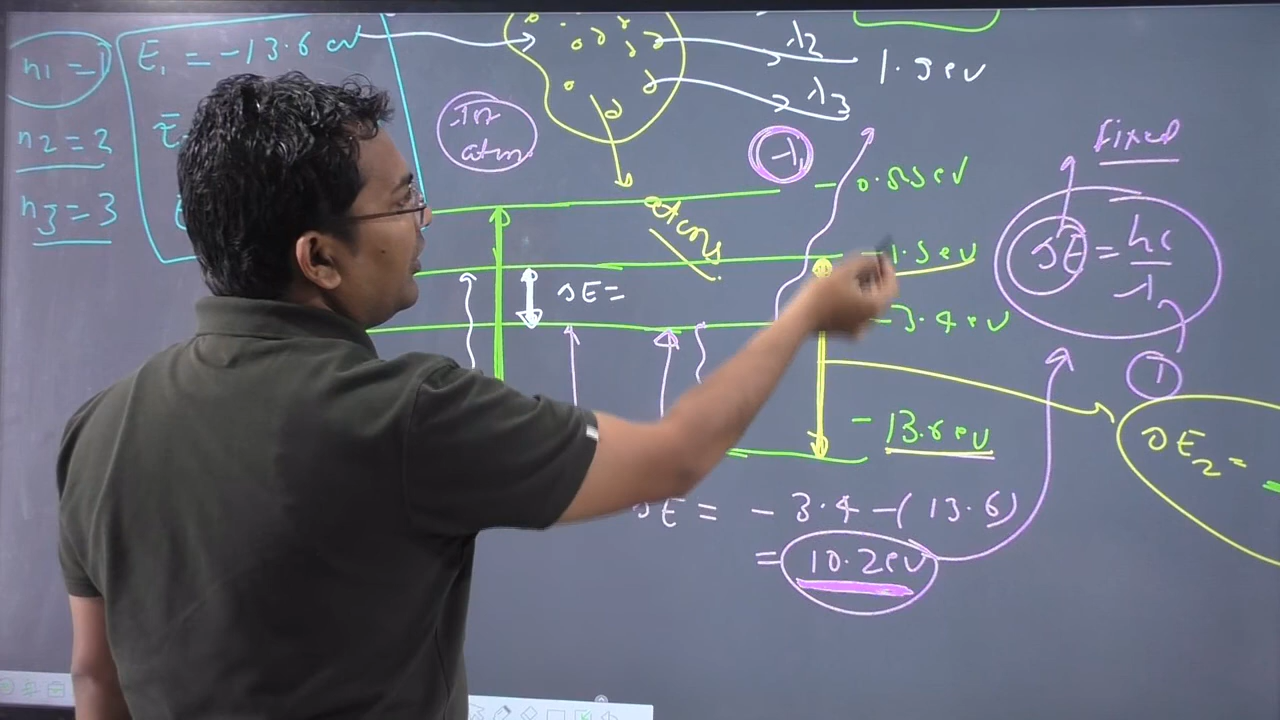 n1 = 1
n2 = 2
n3 = 3
E1 = -13.6 eV
1st atom
λ2
1.9 eV
λ3
λ1
Fixed
atoms
- 0.85 eV
- 1.5 eV
- 3.4 eV
- 13.6 eV
ΔE =
ΔE = hc/λ
1
ΔE2 =
ΔE = - 3.4 - ( 13.6)
= 10.2 eV